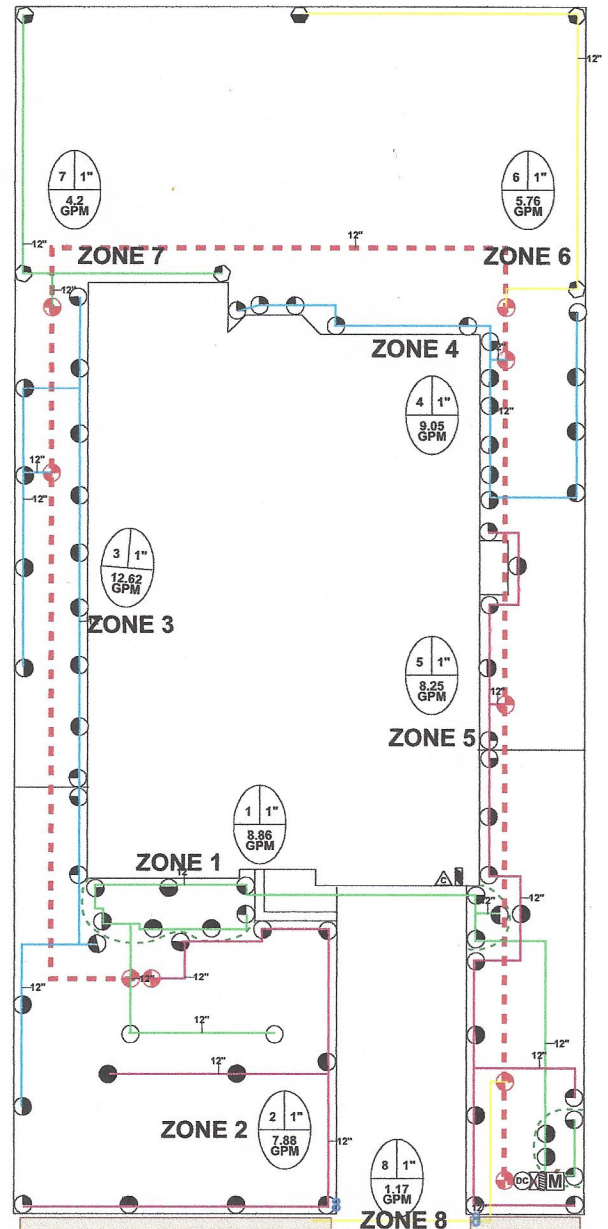 12"
7 1"
4.2
GPM
6 1"
5.76
GPM
12"
12"
ZONE 7
ZONE 6
12"
ZONE 4
12"
4 1"
9.05
GPM
12"
12"
12"
3 1"
12.62
GPM
ZONE 3
5 1"
8.25
GPM
12"
ZONE 5
1 1"
8.86
GPM
ZONE 1
12
C
12"
12"
12"
12"
12"
12"
12"
12"
12"
12"
2 1"
7.88
GPM
ZONE 2
12"
8 1"
1.17
GPM
DC
M
12"
ZONE 8